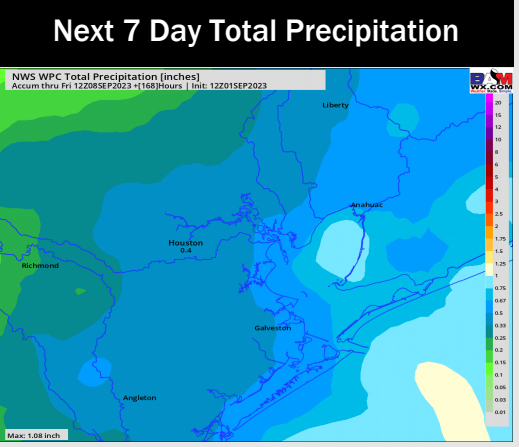 Next 7 Day Total Precipitation
NWS WPC Total Precipitation [inches]
Accum thru Fri 12Z08SEP2023 +[168]Hours | Init: 12Z01SEP2023
BAM
WX.COM
Liberty
Anahuac
Houston
0.4
Richmond
Galveston
Angleton
20
15
12
10
8
6
5
4
3
2.5
2
1.75
1.5
1.25
1
0.75
0.67
0.5
0.33
0.25
0.2
0.15
0.1
0.05
0.03
0.01
Max: 1.08 inch